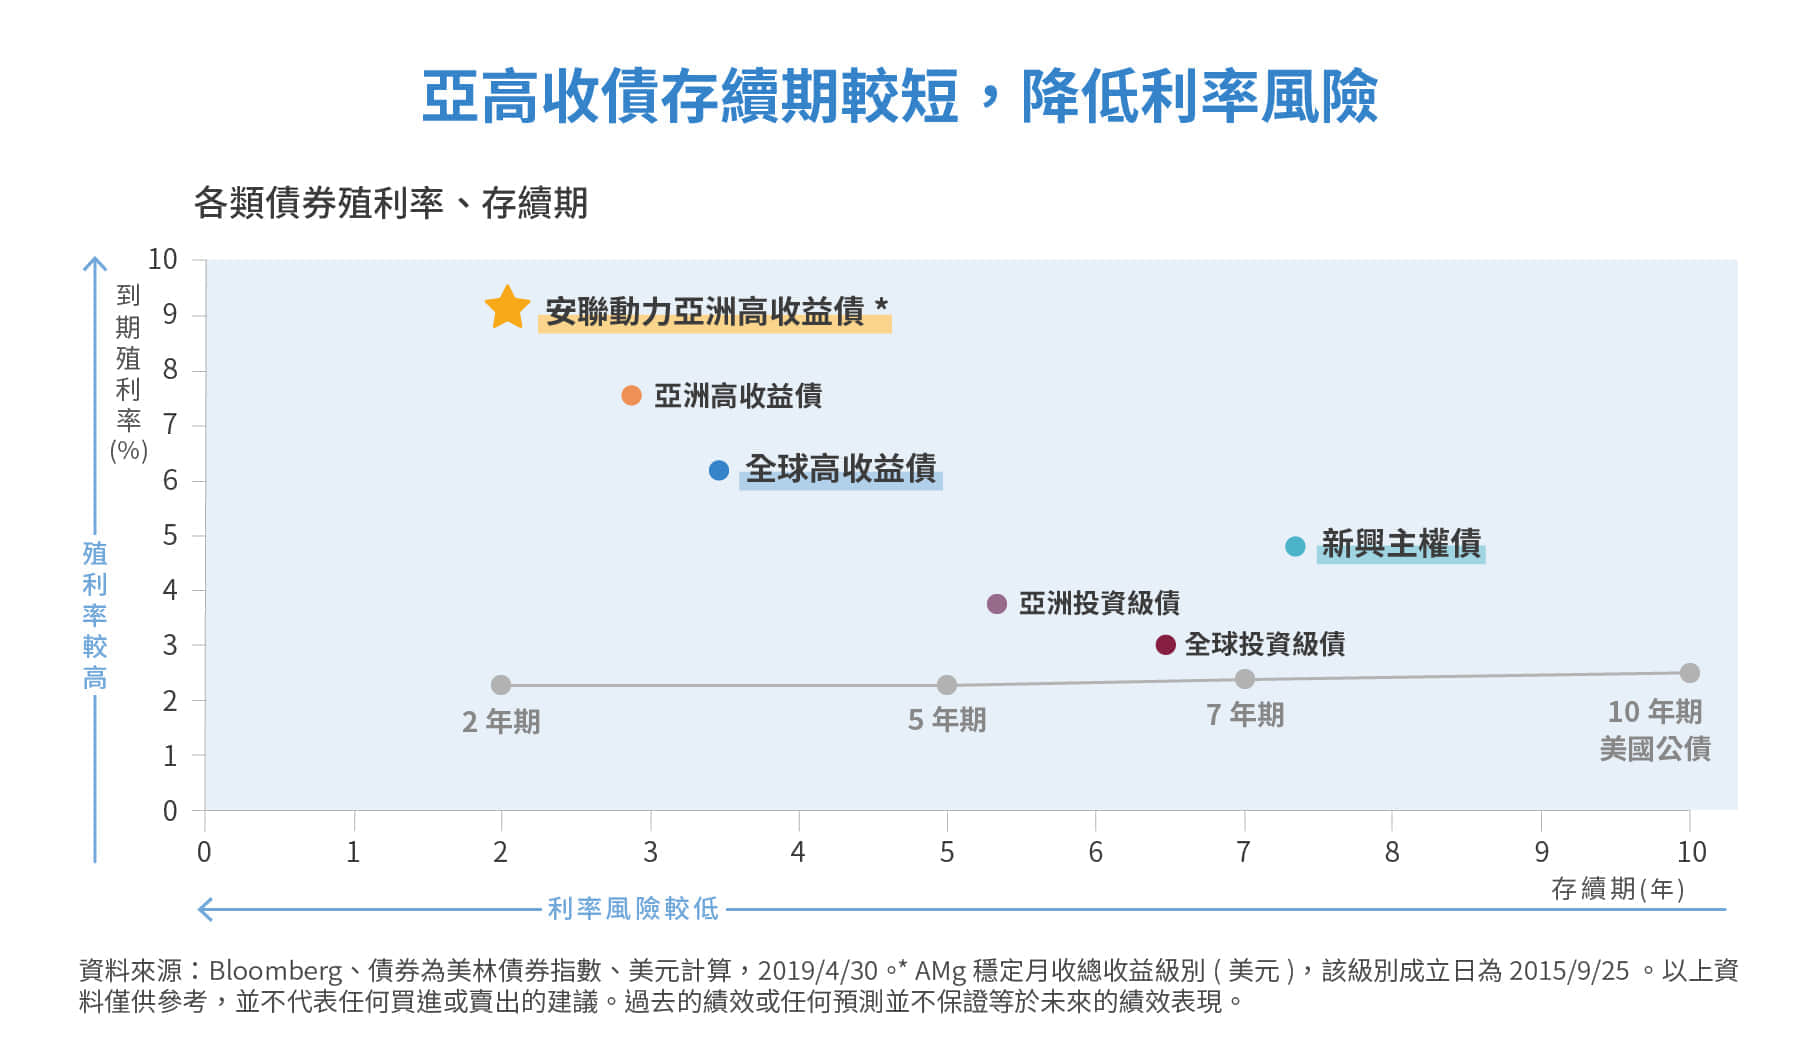 亞高收債存續期較短，降低利率風險
各類債券殖利率、存續期
10
9
8
7
6
5
4
3
2
1
0
到期殖利率(%)
殖利率較高
安聯動力亞洲高收益債 *
亞洲高收益債
全球高收益債
新興主權債
亞洲投資級債
全球投資級債
2 年期
5 年期
7 年期
10 年期
美國公債
0 1 2 3 4 5 6 7 8 9 10
存續期(年)
利率風險較低
資料來源：Bloomberg、債券為美林債券指數、美元計算，2019/4/30。* AMg 穩定月收總收益級別 ( 美元 )，該級別成立日為 2015/9/25 。以上資
料僅供參考，並不代表任何買進或賣出的建議。過去的績效或任何預測並不保證等於未來的績效表現。